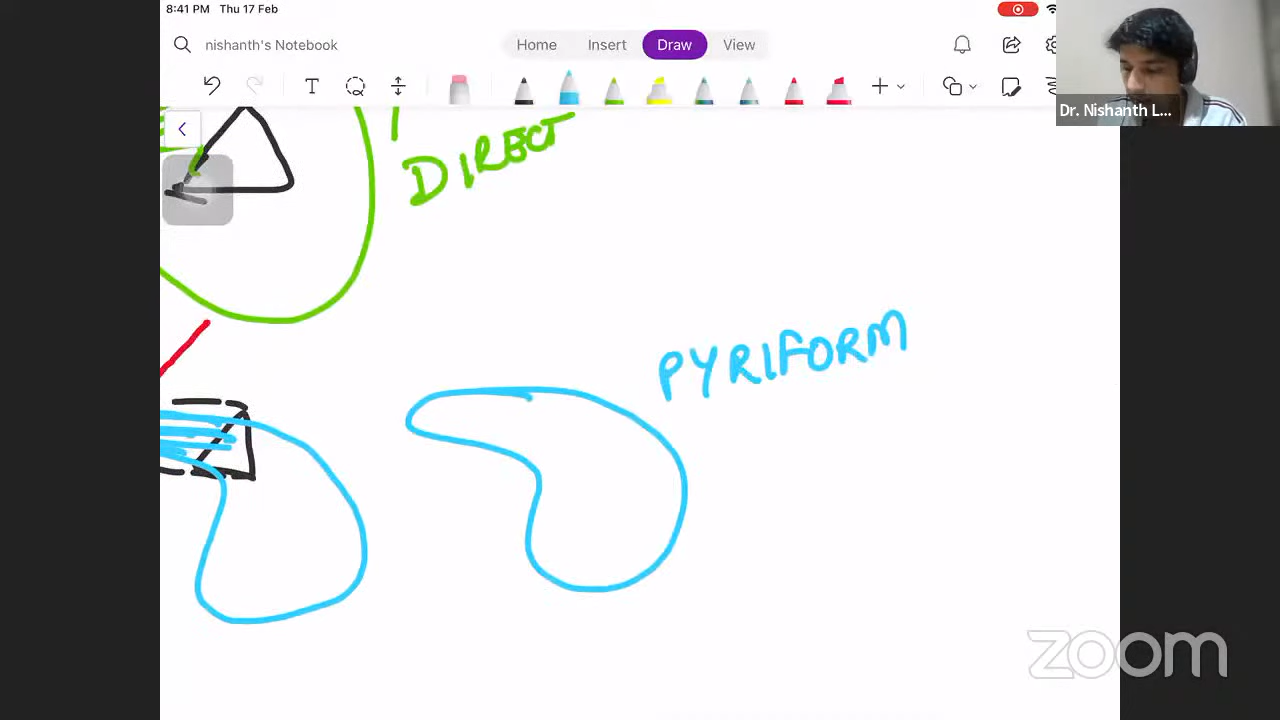 8:41 PM Thu 17 Feb
nishanth's Notebook
Home Insert Draw View
T
Dr. Nishanth L...
DIRECT
PYRIFORM
zoom